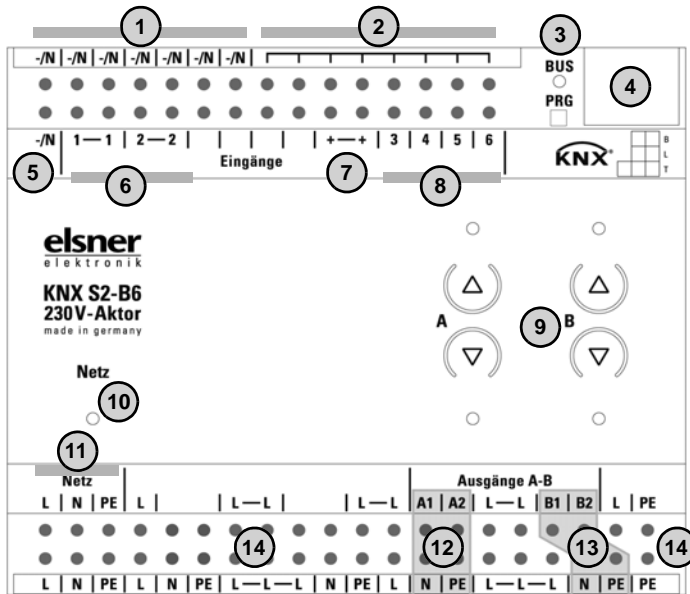 1 2 3
-/N | -/N | -/N | -/N | -/N | -/N | -/N
BUS
4
PRG
-/N 1 — 1 | 2 — 2 | | | | + — + | 3 | 4 | 5 | 6
Eingänge
KNX®
B
L
T
5 6 7 8
elsner
elektronik
KNX S2-B6
230V-Aktor
made in germany
A 9 B
Netz
10
11
Netz Ausgänge A-B
L | N | PE | L | | L — L | | L — L | A1 | A2 | L — L | B1 | B2 | L | PE
14 12 13 14
L | N | PE | L | N | PE | L — L — L | N | PE | L | N | PE | L — L — L | N | PE | PE